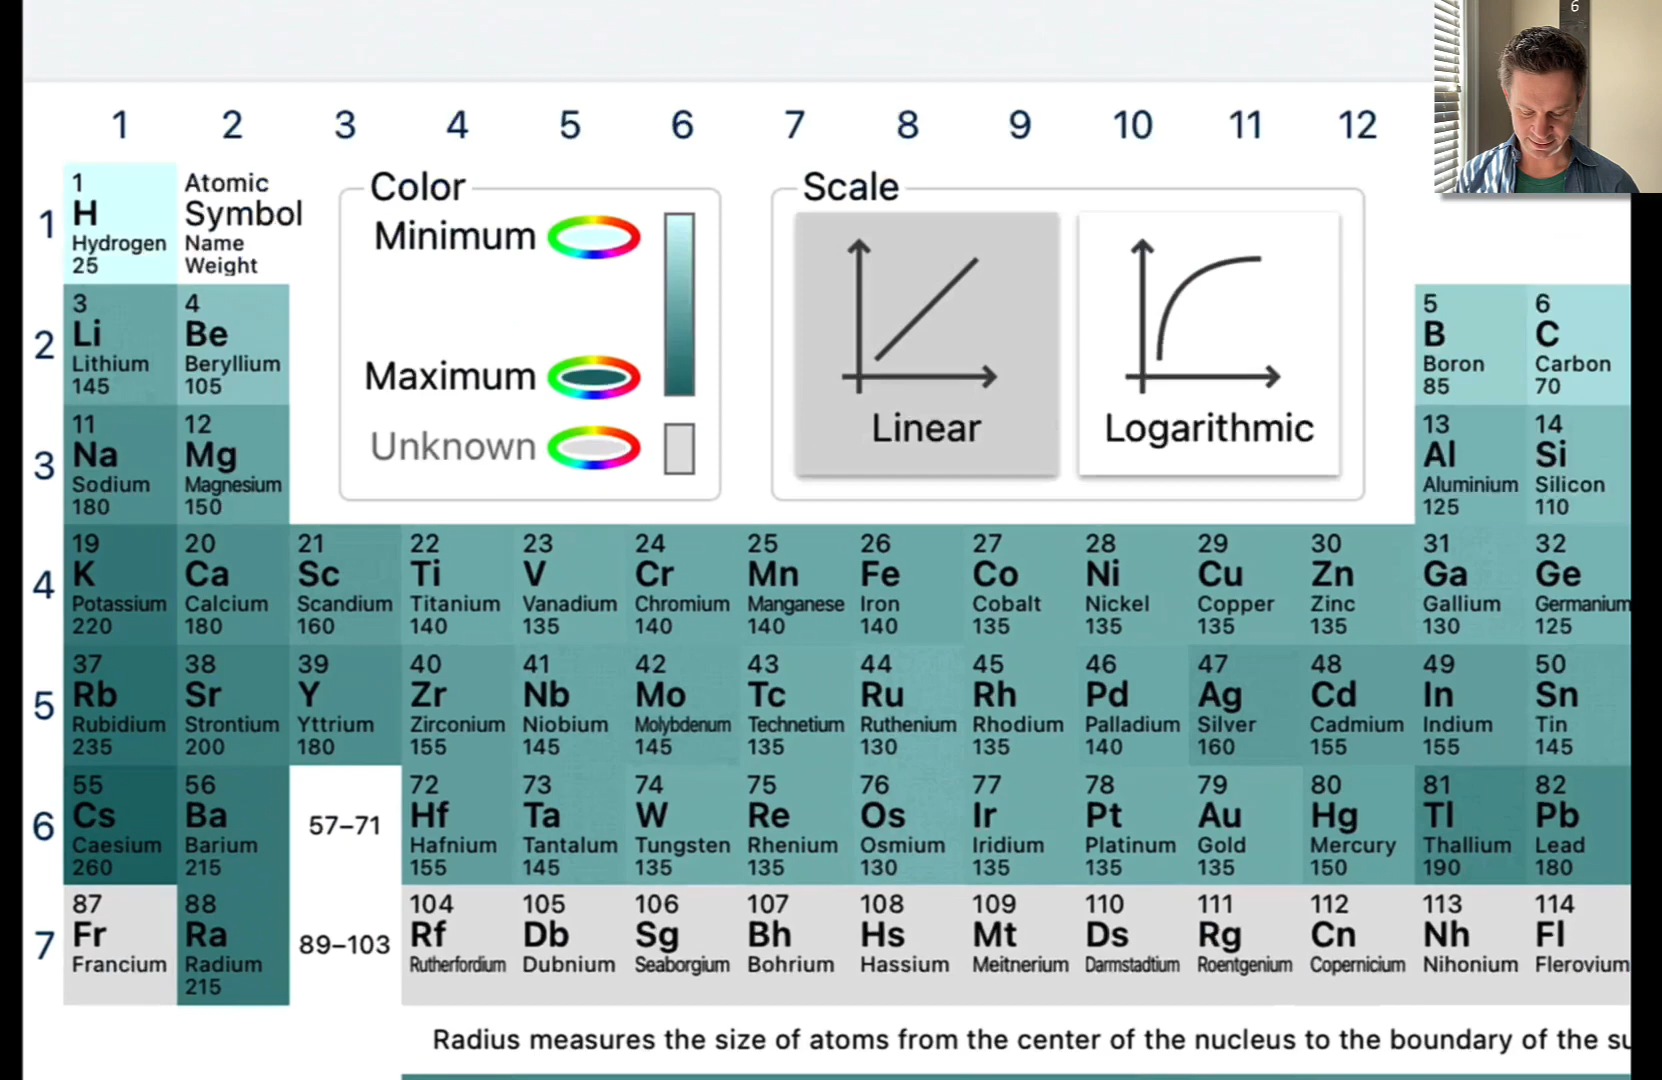 6
1 2 3 4 5 6 7 8 9 10 11 12
1
1
H
Hydrogen
25
Atomic
Symbol
Name
Weight
Color
Minimum
Maximum
Unknown
Scale
Linear
Logarithmic
2
3
Li
Lithium
145
4
Be
Beryllium
105
5
B
Boron
85
6
C
Carbon
70
3
11
Na
Sodium
180
12
Mg
Magnesium
150
13
Al
Aluminium
125
14
Si
Silicon
110
4
19
K
Potassium
220
20
Ca
Calcium
180
21
Sc
Scandium
160
22
Ti
Titanium
140
23
V
Vanadium
135
24
Cr
Chromium
140
25
Mn
Manganese
140
26
Fe
Iron
140
27
Co
Cobalt
135
28
Ni
Nickel
135
29
Cu
Copper
135
30
Zn
Zinc
135
31
Ga
Gallium
130
32
Ge
Germanium
125
5
37
Rb
Rubidium
235
38
Sr
Strontium
200
39
Y
Yttrium
180
40
Zr
Zirconium
155
41
Nb
Niobium
145
42
Mo
Molybdenum
145
43
Tc
Technetium
135
44
Ru
Ruthenium
130
45
Rh
Rhodium
135
46
Pd
Palladium
140
47
Ag
Silver
160
48
Cd
Cadmium
155
49
In
Indium
155
50
Sn
Tin
145
6
55
Cs
Caesium
260
56
Ba
Barium
215
57–71
72
Hf
Hafnium
155
73
Ta
Tantalum
145
74
W
Tungsten
135
75
Re
Rhenium
135
76
Os
Osmium
130
77
Ir
Iridium
135
78
Pt
Platinum
135
79
Au
Gold
135
80
Hg
Mercury
150
81
Tl
Thallium
190
82
Pb
Lead
180
7
87
Fr
Francium
88
Ra
Radium
215
89–103
104
Rf
Rutherfordium
105
Db
Dubnium
106
Sg
Seaborgium
107
Bh
Bohrium
108
Hs
Hassium
109
Mt
Meitnerium
110
Ds
Darmstadtium
111
Rg
Roentgenium
112
Cn
Copernicium
113
Nh
Nihonium
114
Fl
Flerovium
Radius measures the size of atoms from the center of the nucleus to the boundary of the